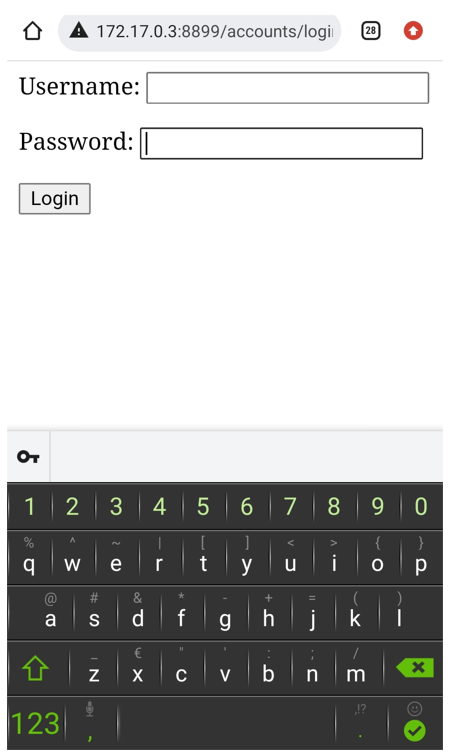 172.17.0.3:8899/accounts/logi 28
Username:
Password:
Login
1 2 3 4 5 6 7 8 9 0
% ^ ~ | [ ] < > { }
q w e r t y u i o p
@ # & * - + = ( )
a s d f g h j k l
_ € " ' : ; /
z x c v b n m
,!?
123 , .